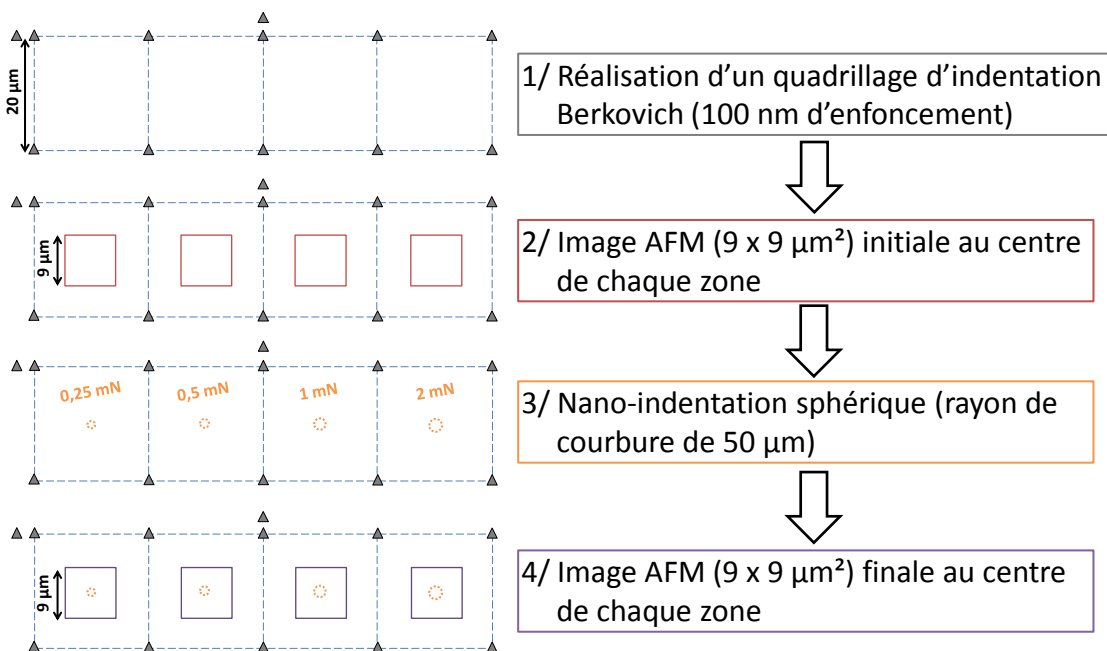 20 µm
1/ Réalisation d'un quadrillage d'indentation
Berkovich (100 nm d'enfoncement)
9 µm
2/ Image AFM (9 x 9 µm²) initiale au centre
de chaque zone
0,25 mN
0,5 mN
1 mN
2 mN
3/ Nano-indentation sphérique (rayon de
courbure de 50 µm)
9 µm
4/ Image AFM (9 x 9 µm²) finale au centre
de chaque zone